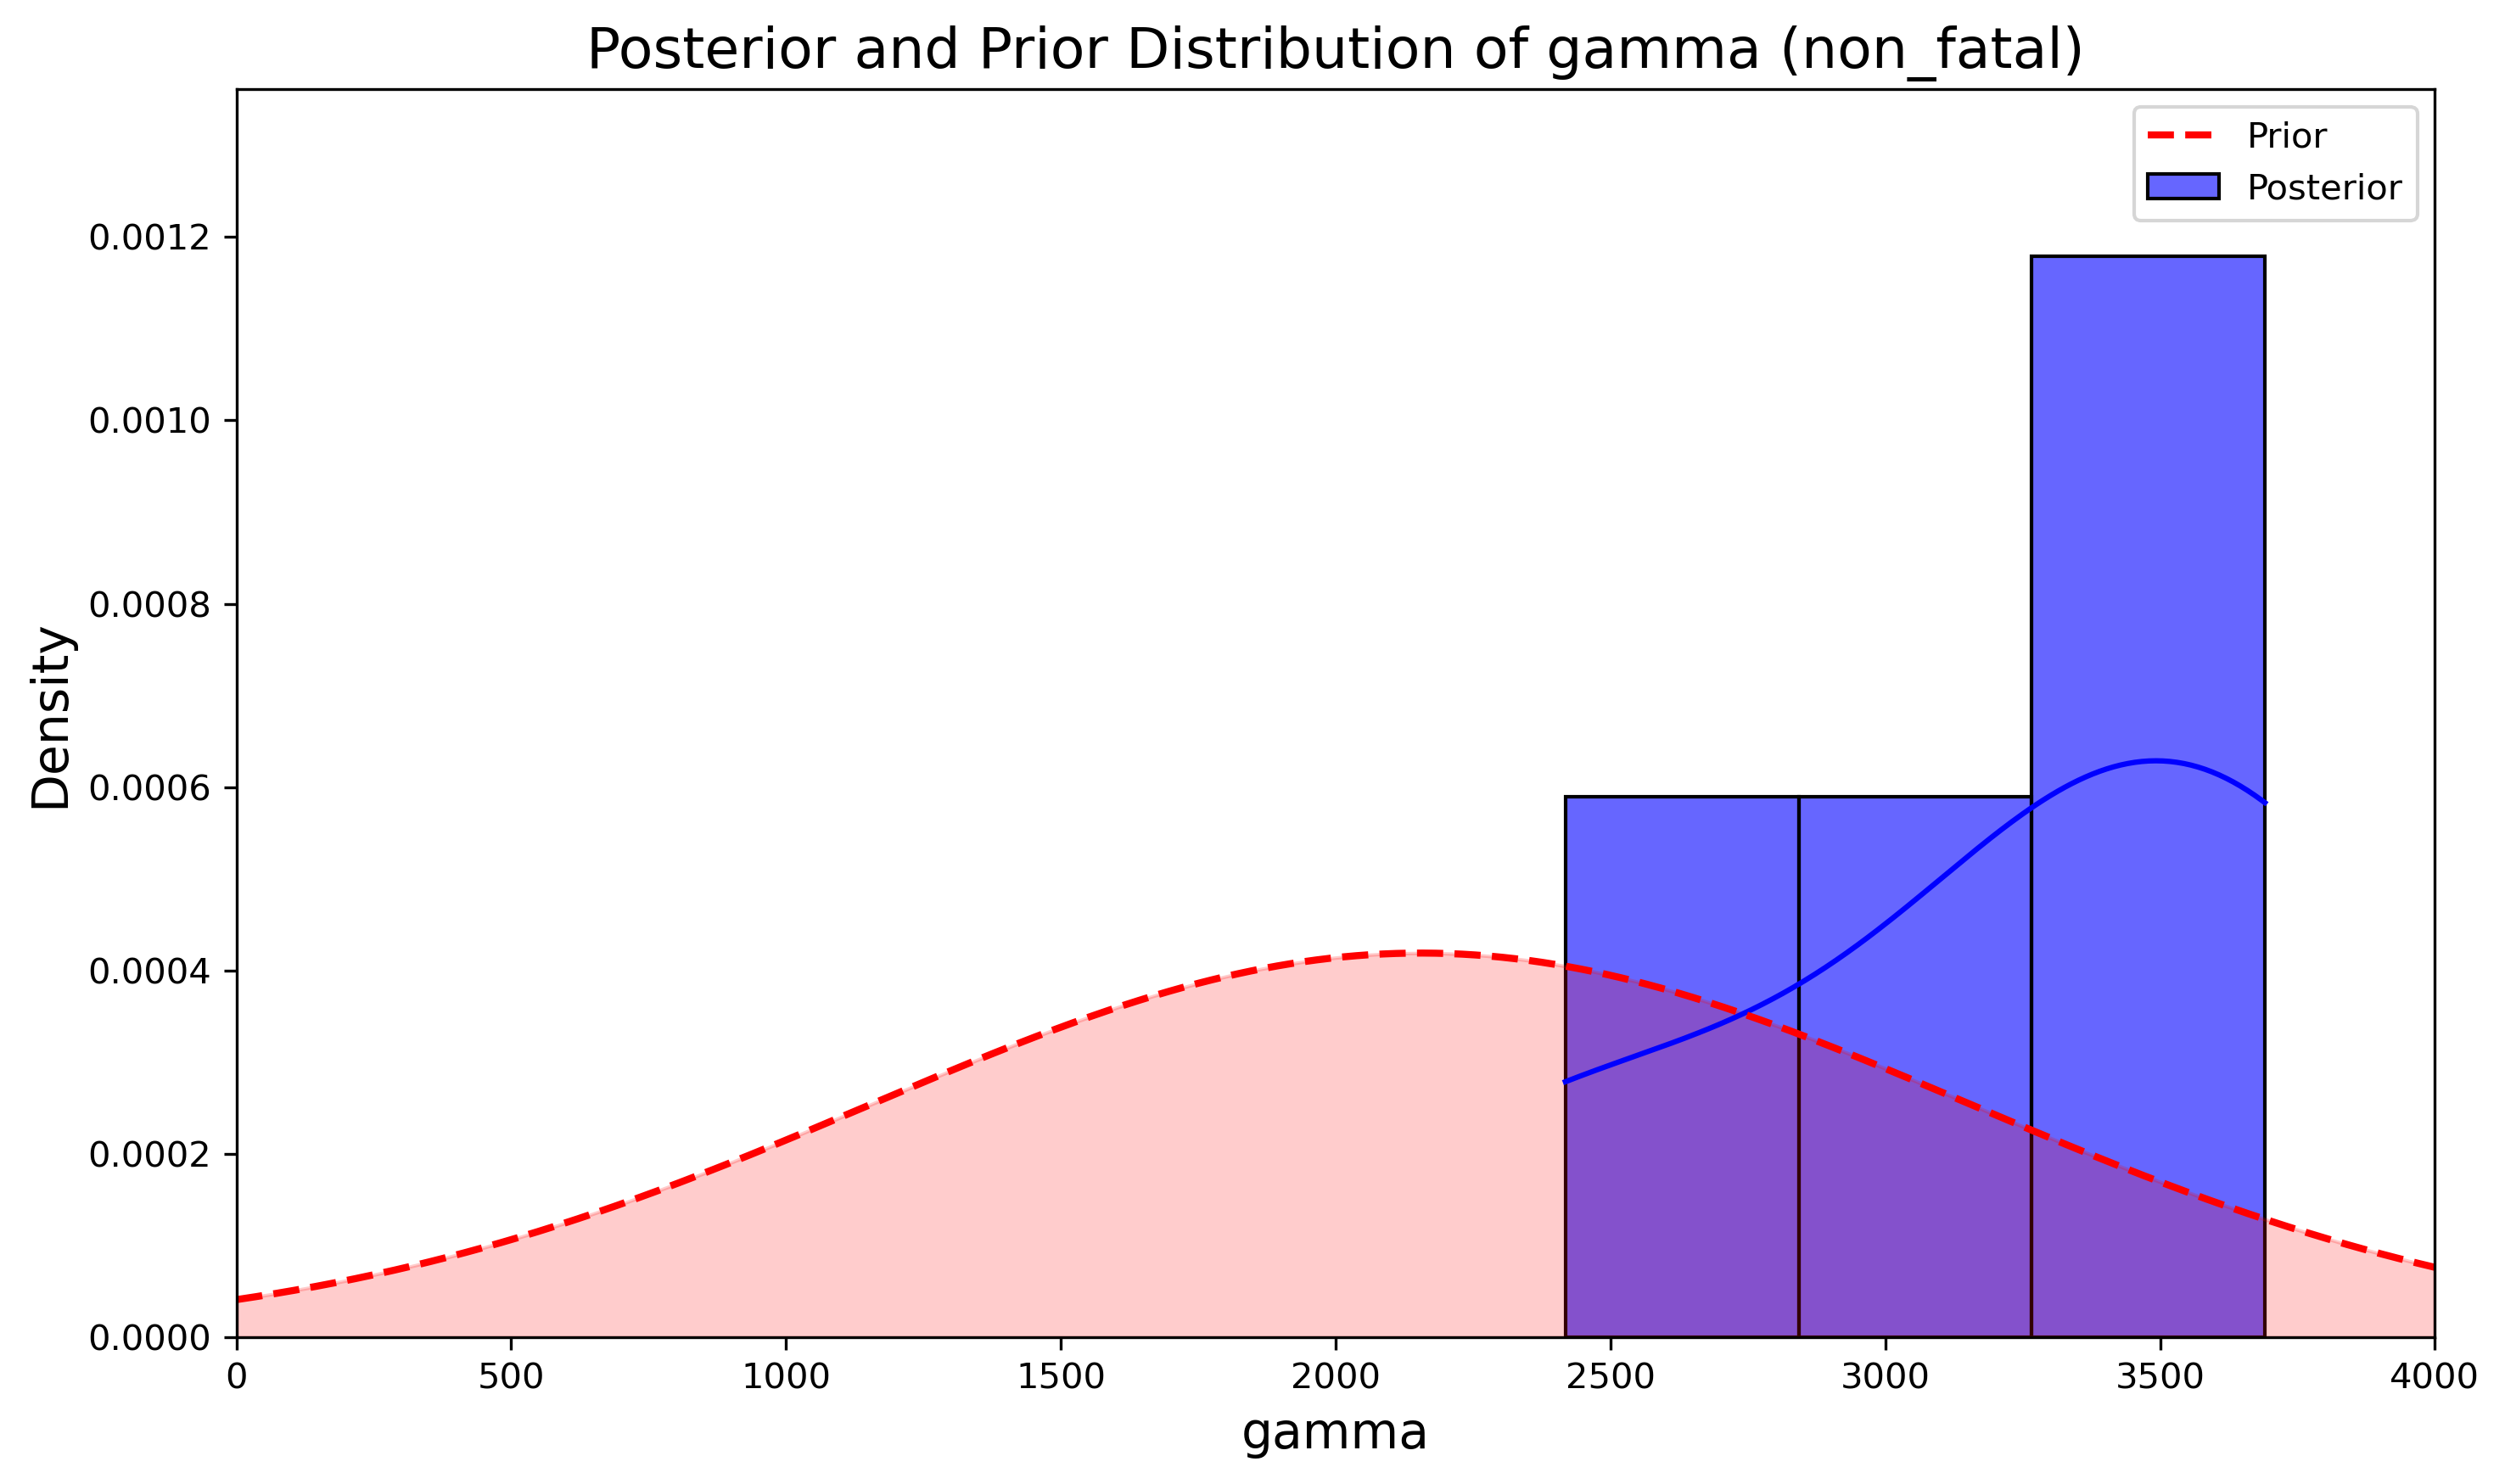 Posterior and Prior Distribution of gamma (non_fatal)
Prior
Posterior
Density
0.0012
0.0010
0.0008
0.0006
0.0004
0.0002
0.0000
0 500 1000 1500 2000 2500 3000 3500 4000
gamma